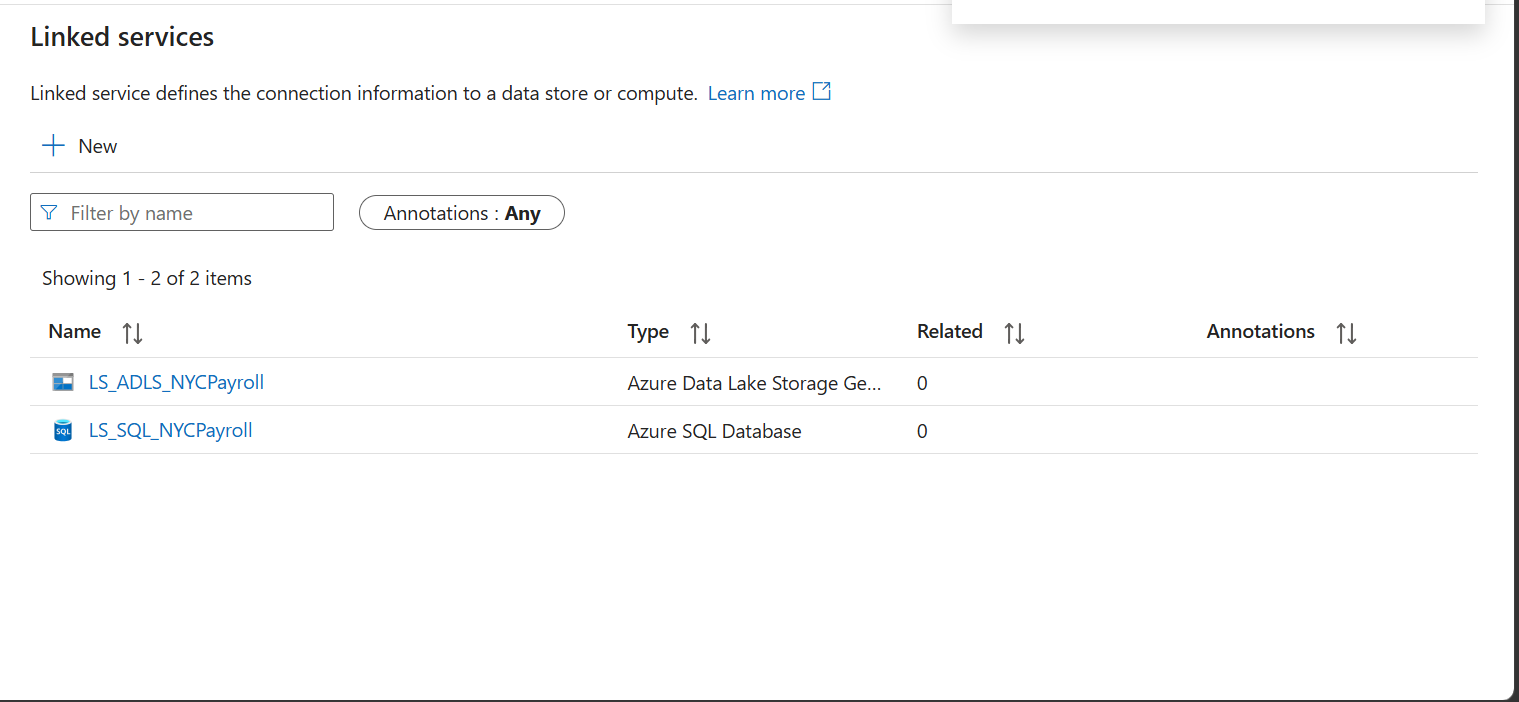 Linked services
Linked service defines the connection information to a data store or compute. Learn more
New
Filter by name
Annotations : Any
Showing 1 - 2 of 2 items
Name Type Related Annotations
LS_ADLS_NYCPayroll Azure Data Lake Storage Ge... 0
SQL LS_SQL_NYCPayroll Azure SQL Database 0